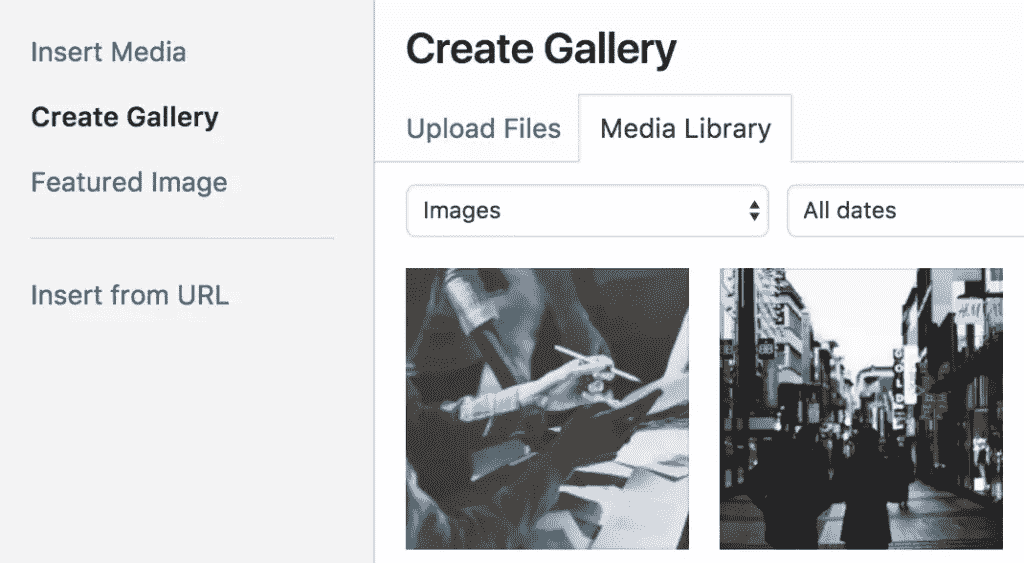 Insert Media
Create Gallery
Featured Image
Insert from URL
Create Gallery
Upload Files
Media Library
Images
All dates